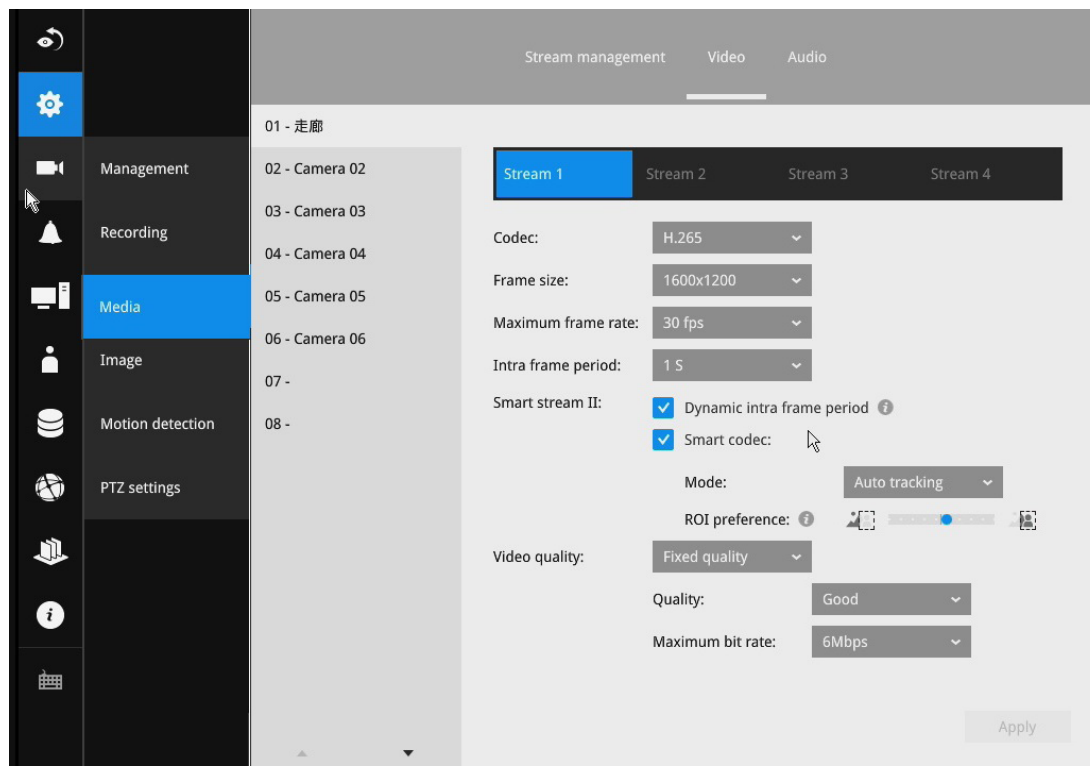 Stream management Video Audio
Management
Recording
Media
Image
Motion detection
PTZ settings
01 - 走廊
02 - Camera 02
03 - Camera 03
04 - Camera 04
05 - Camera 05
06 - Camera 06
07 -
08 -
Stream 1 Stream 2 Stream 3 Stream 4
Codec: H.265
Frame size: 1600x1200
Maximum frame rate: 30 fps
Intra frame period: 1 S
Smart stream II: Dynamic intra frame period i
Smart codec:
Mode: Auto tracking
ROI preference: i
Video quality: Fixed quality
Quality: Good
Maximum bit rate: 6Mbps
Apply